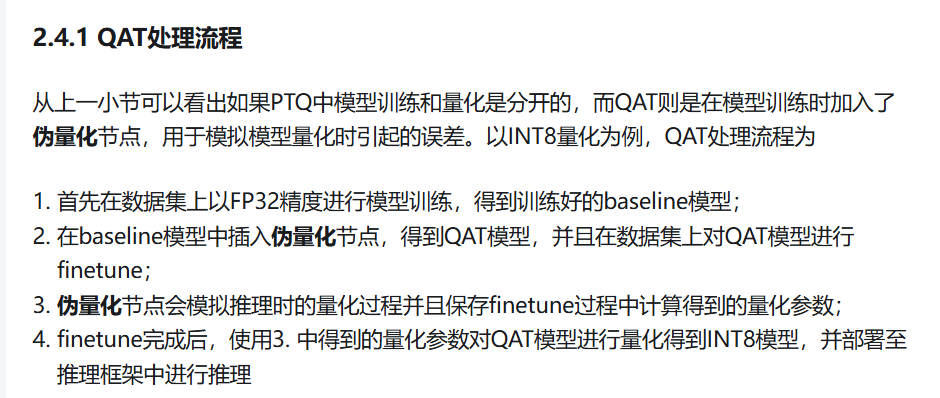 2.4.1 QAT处理流程
从上一小节可以看出如果PTQ中模型训练和量化是分开的，而QAT则是在模型训练时加入了
伪量化节点，用于模拟模型量化时引起的误差。以INT8量化为例，QAT处理流程为
1. 首先在数据集上以FP32精度进行模型训练，得到训练好的baseline模型；
2. 在baseline模型中插入伪量化节点，得到QAT模型，并且在数据集上对QAT模型进行
finetune；
3. 伪量化节点会模拟推理时的量化过程并且保存finetune过程中计算得到的量化参数；
4. finetune完成后，使用3. 中得到的量化参数对QAT模型进行量化得到INT8模型，并部署至
推理框架中进行推理